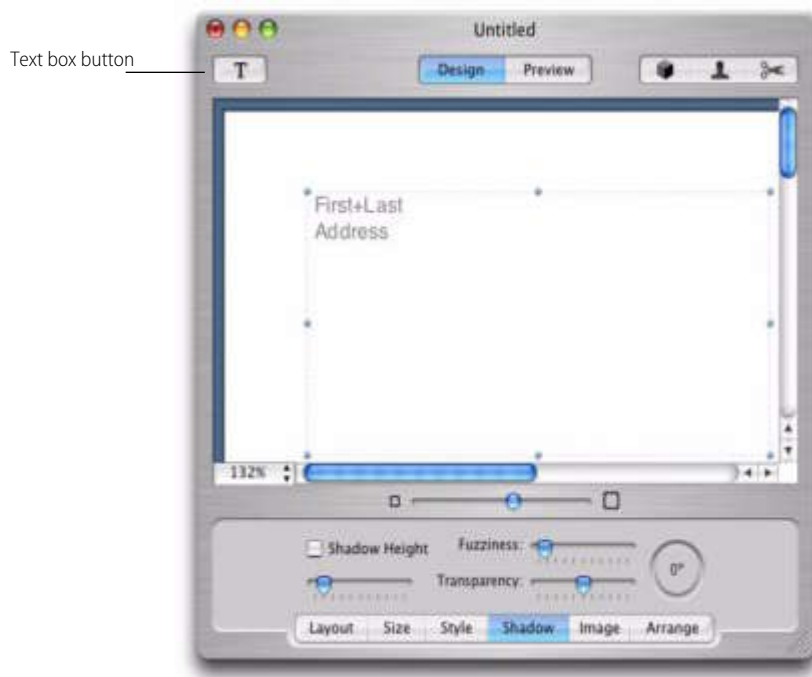 Untitled
Text box button
T
Design Preview
First+Last
Address
132%
Shadow Height Fuzziness: 0°
Transparency:
Layout Size Style Shadow Image Arrange